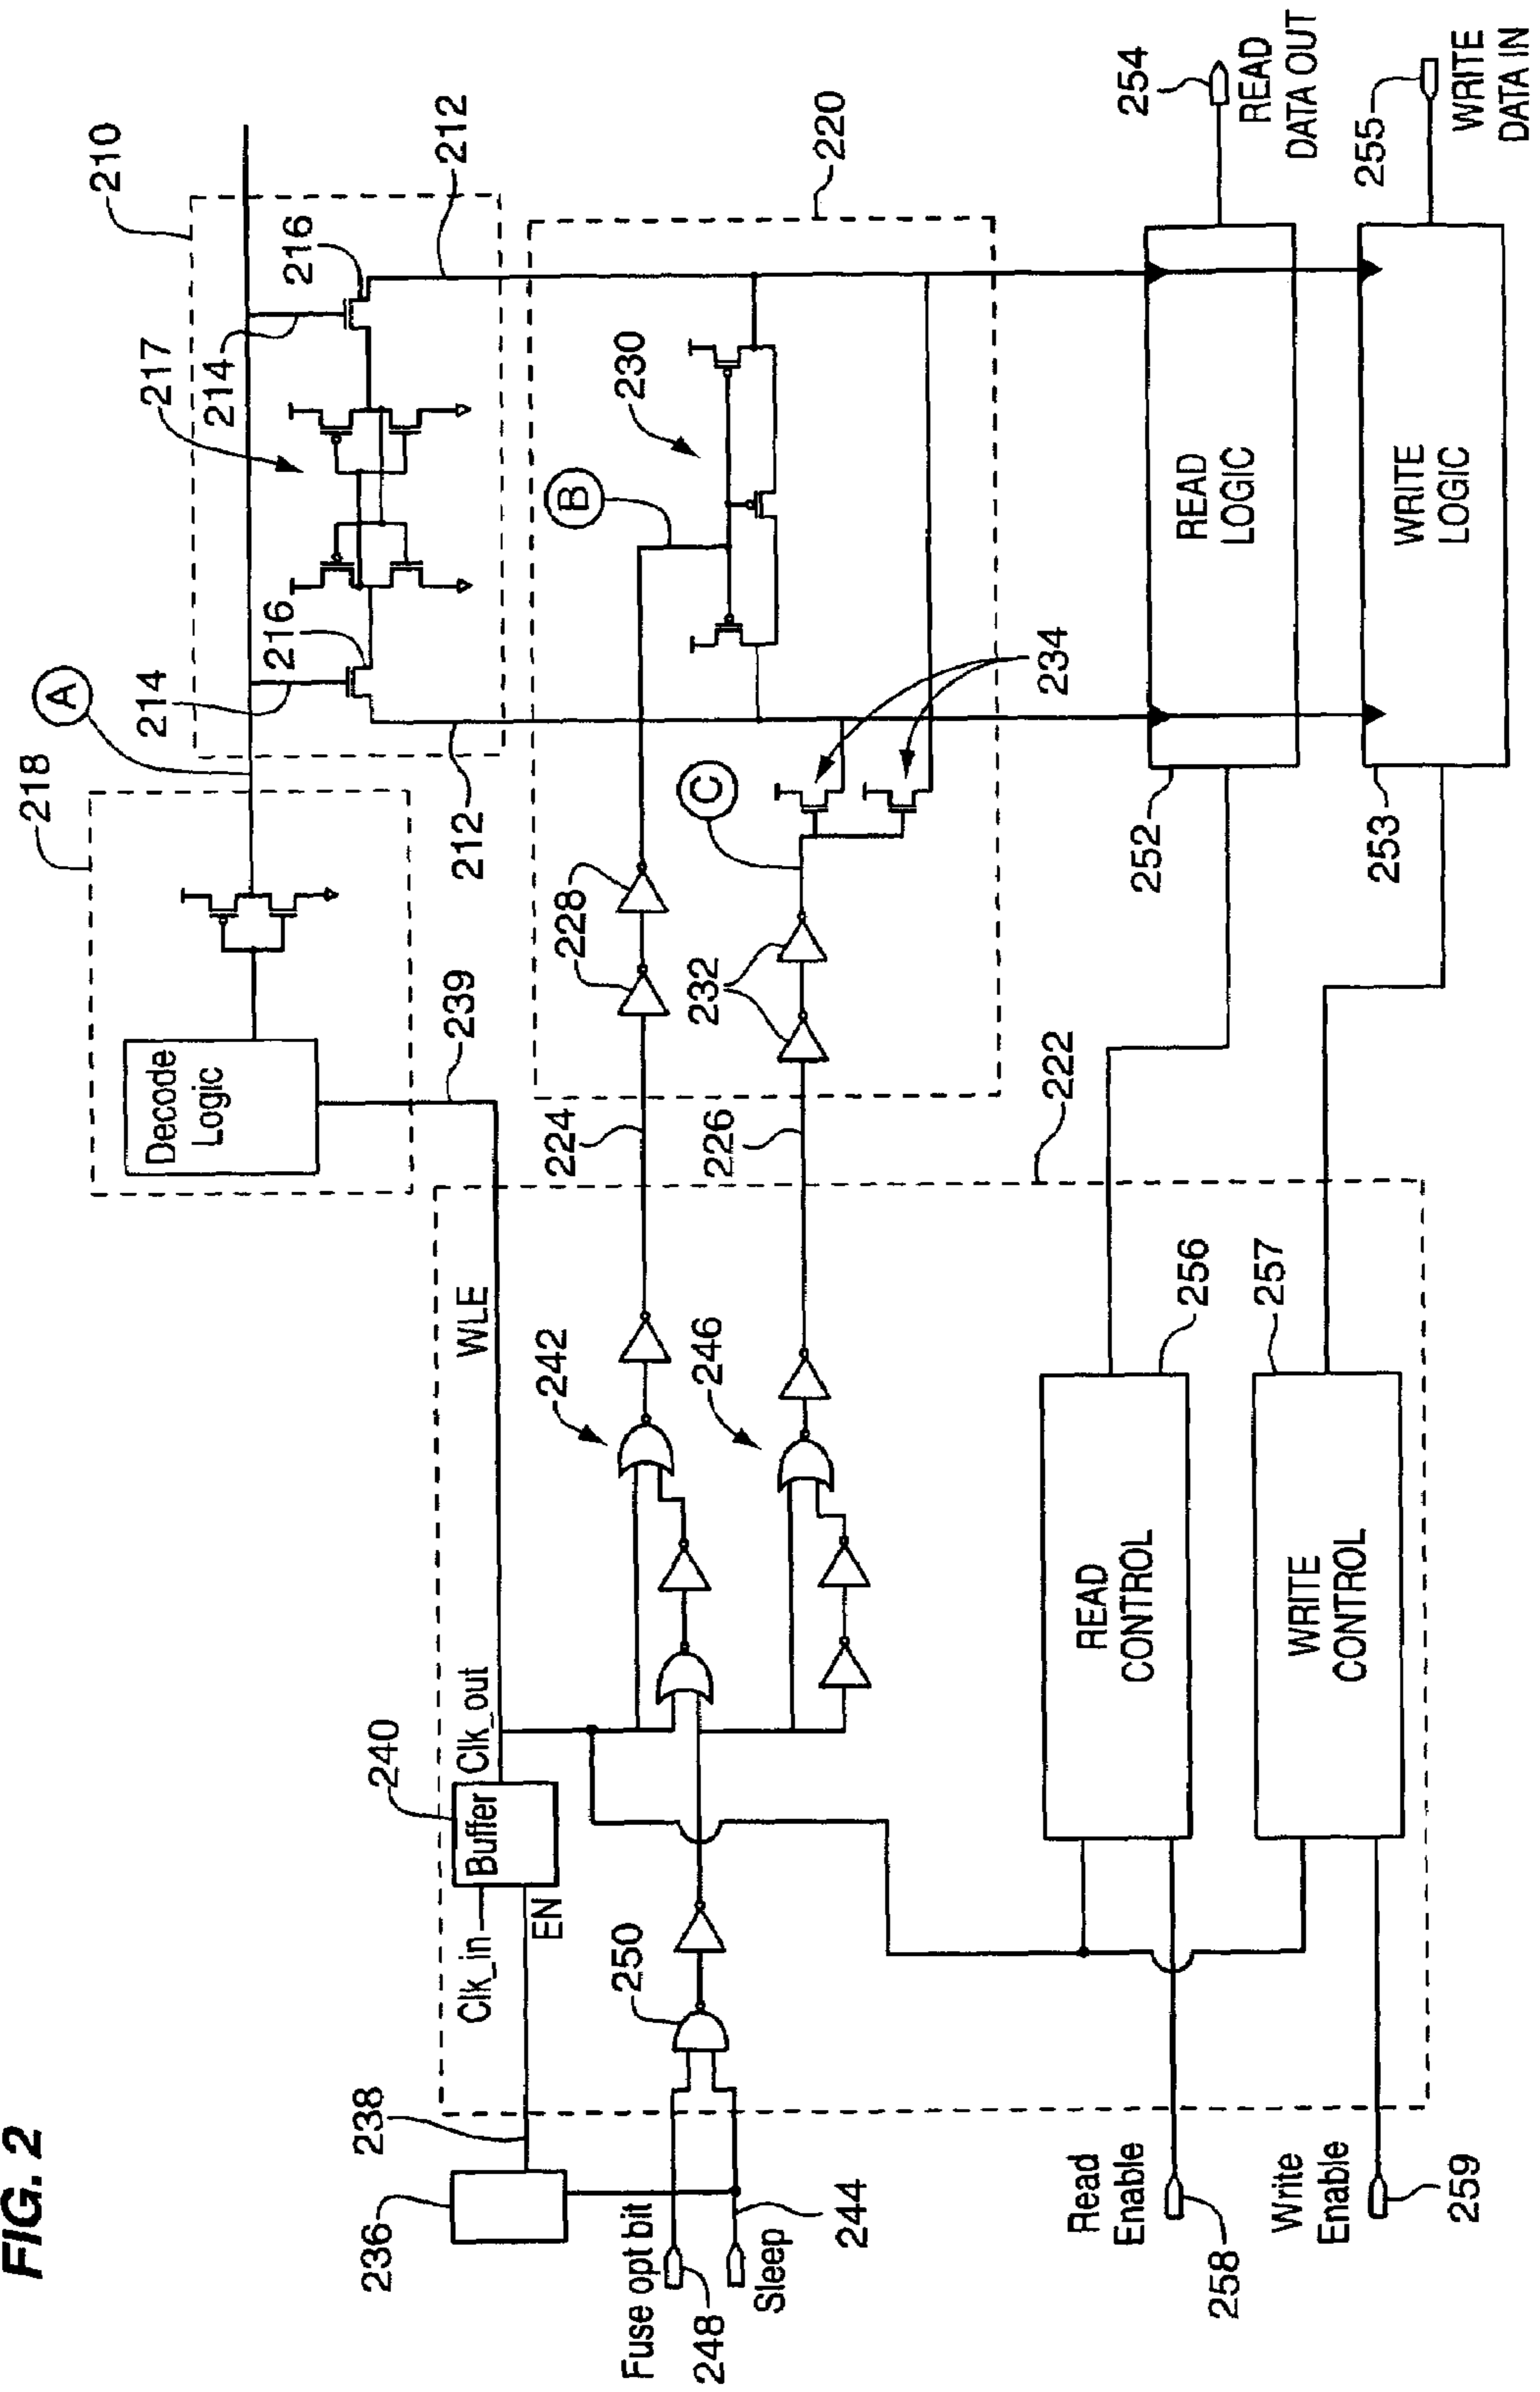 FIG. 2
236
238
240
Clk_in
Buffer
Clk_out
EN
WLE
239
218
Decode
Logic
A
210
214
216
217
214
216
212
212
220
Fuse opt bit
248
Sleep
244
250
242
246
224
226
228
232
B
C
230
234
222
Read
Enable
258
Write
Enable
259
READ
CONTROL
256
WRITE
CONTROL
257
252
READ
LOGIC
253
WRITE
LOGIC
254
READ
DATA OUT
255
WRITE
DATA IN